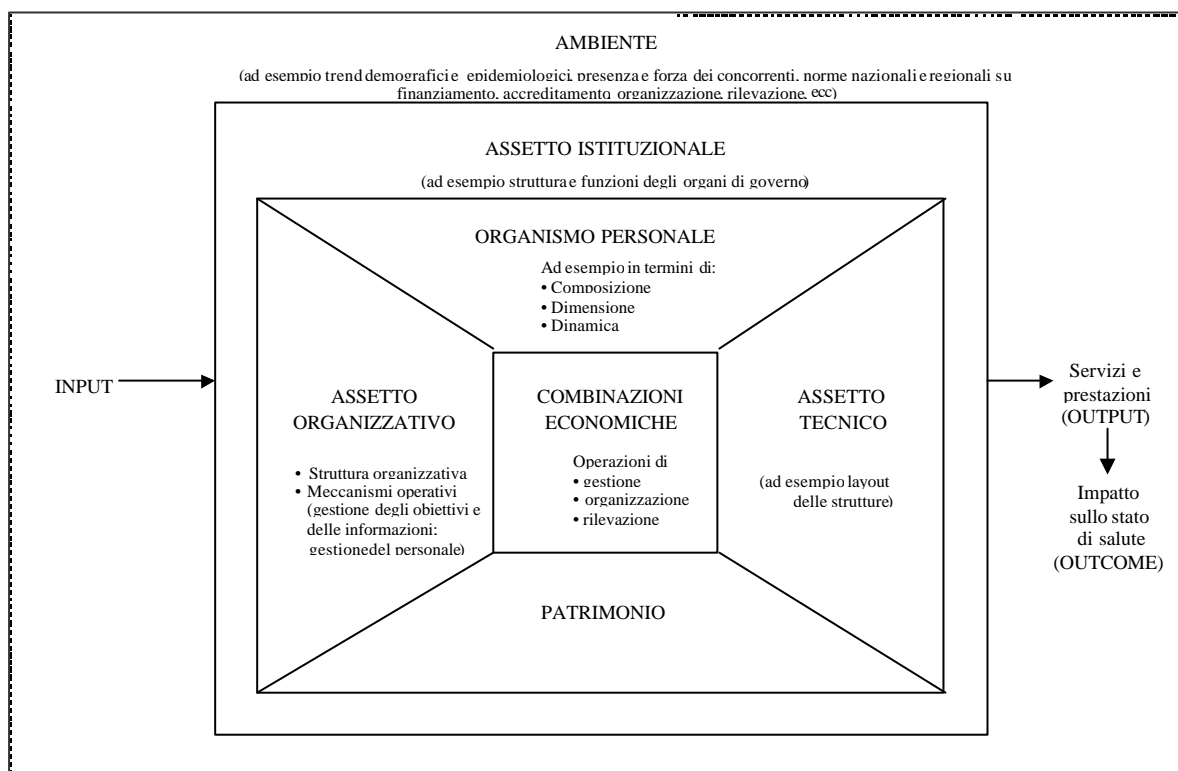 AMBIENTE
(ad esempio trend demografici e epidemiologici, presenza e forza dei concorrenti, norme nazionali e regionali su
finanziamento, accreditamento organizzazione, rilevazione, ecc)
ASSETTO ISTITUZIONALE
(ad esempio struttura e funzioni degli organi di governo)
ORGANISMO PERSONALE
Ad esempio in termini di:
• Composizione
• Dimensione
• Dinamica
INPUT
ASSETTO
ORGANIZZATIVO
• Struttura organizzativa
• Meccanismi operativi
(gestione degli obiettivi e
delle informazioni;
gestione del personale)
COMBINAZIONI
ECONOMICHE
Operazioni di
• gestione
• organizzazione
• rilevazione
ASSETTO
TECNICO
(ad esempio layout
delle strutture)
PATRIMONIO
Servizi e
prestazioni
(OUTPUT)
Impatto
sullo stato
di salute
(OUTCOME)